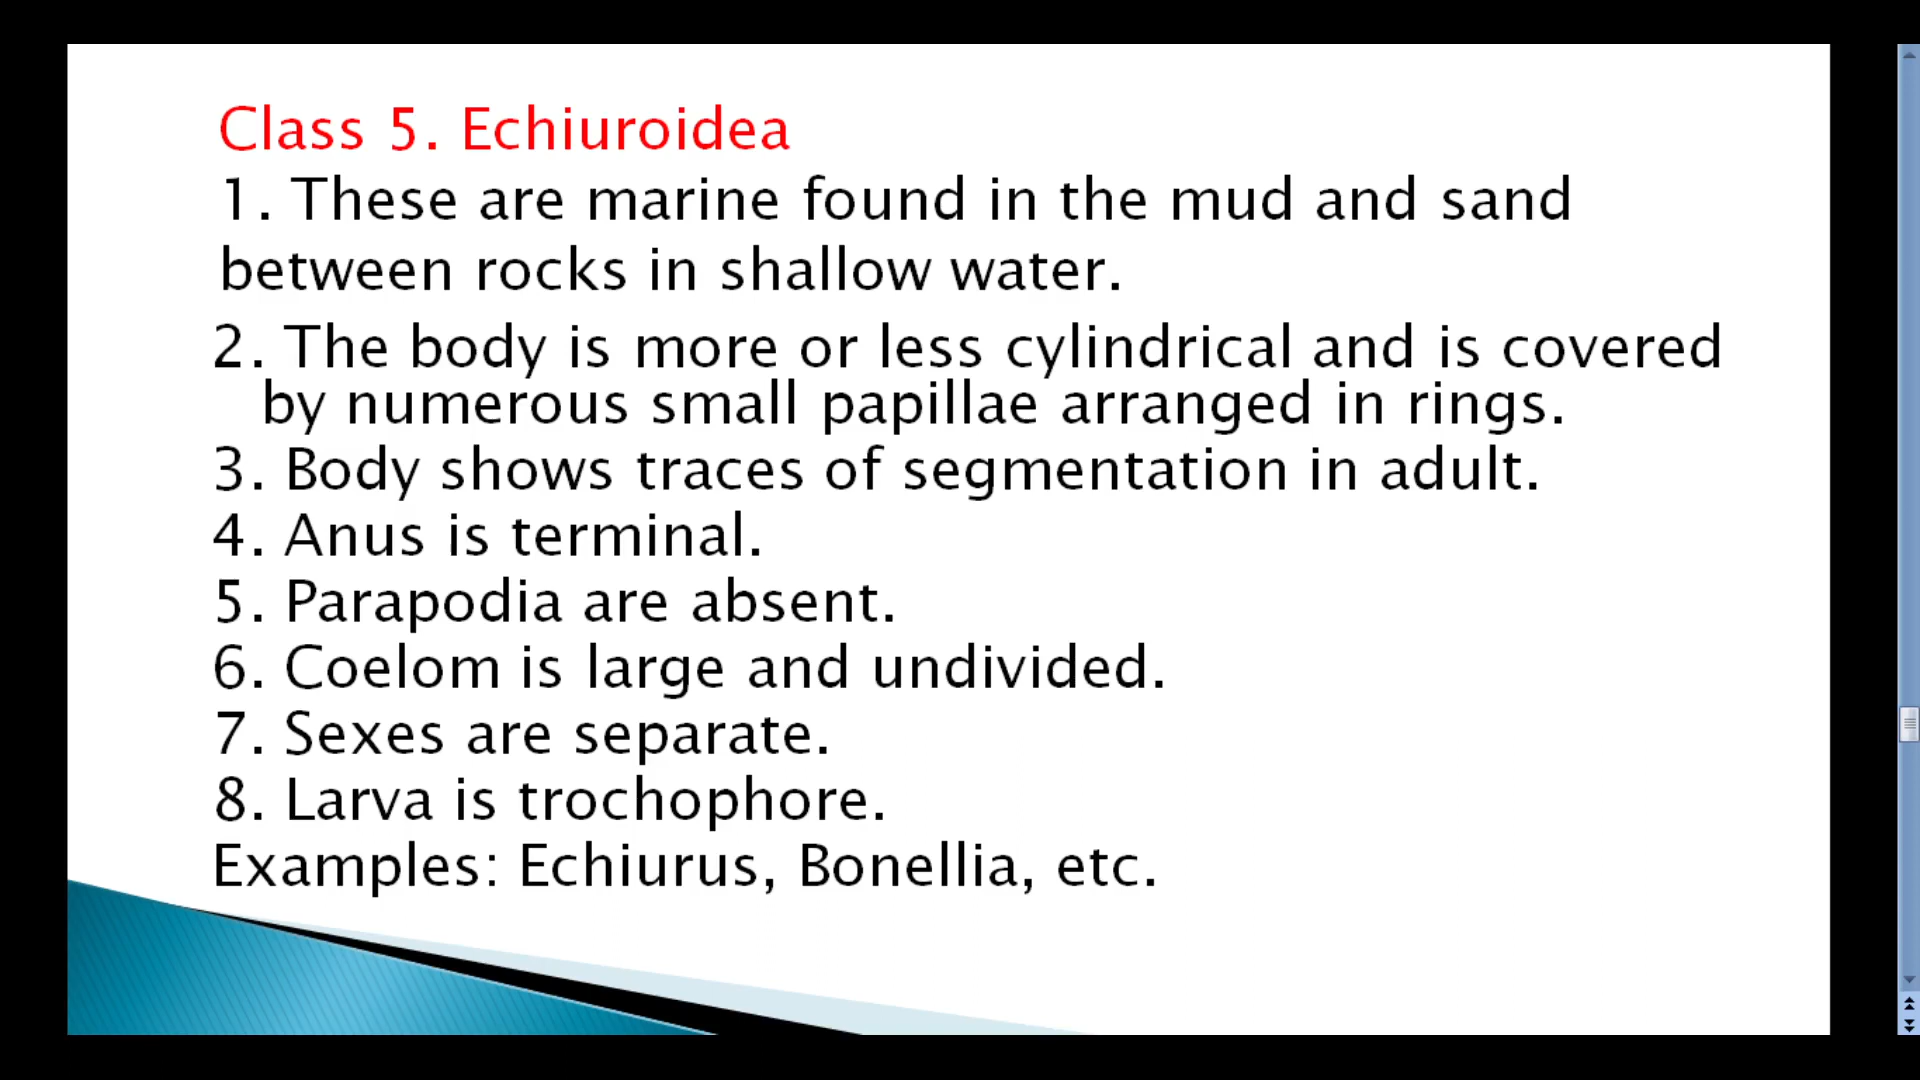 Class 5. Echiuroidea
1. These are marine found in the mud and sand
between rocks in shallow water.
2. The body is more or less cylindrical and is covered
by numerous small papillae arranged in rings.
3. Body shows traces of segmentation in adult.
4. Anus is terminal.
5. Parapodia are absent.
6. Coelom is large and undivided.
7. Sexes are separate.
8. Larva is trochophore.
Examples: Echiurus, Bonellia, etc.